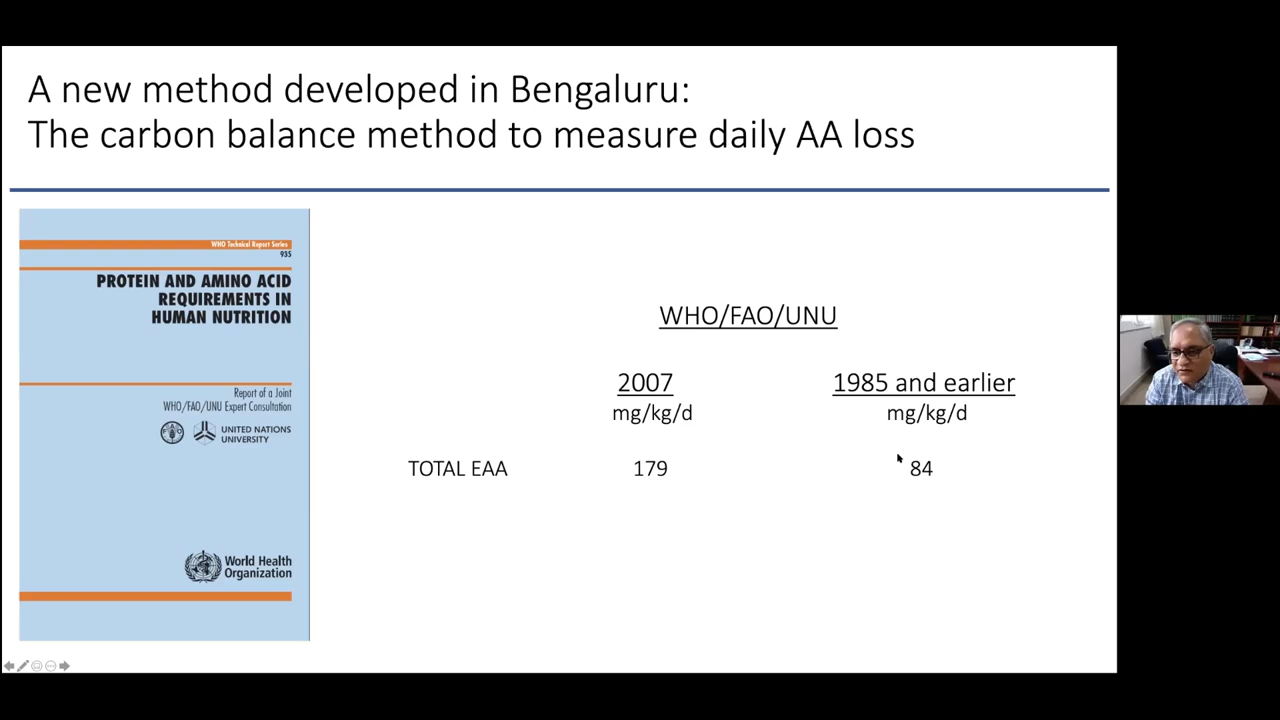 A new method developed in Bengaluru:
The carbon balance method to measure daily AA loss
WHO Technical Report Series
935
PROTEIN AND AMINO ACID
REQUIREMENTS IN
HUMAN NUTRITION
Report of a Joint
WHO/FAO/UNU Expert Consultation
UNITED NATIONS
UNIVERSITY
World Health
Organization
WHO/FAO/UNU
2007
1985 and earlier
mg/kg/d
mg/kg/d
TOTAL EAA
179
84